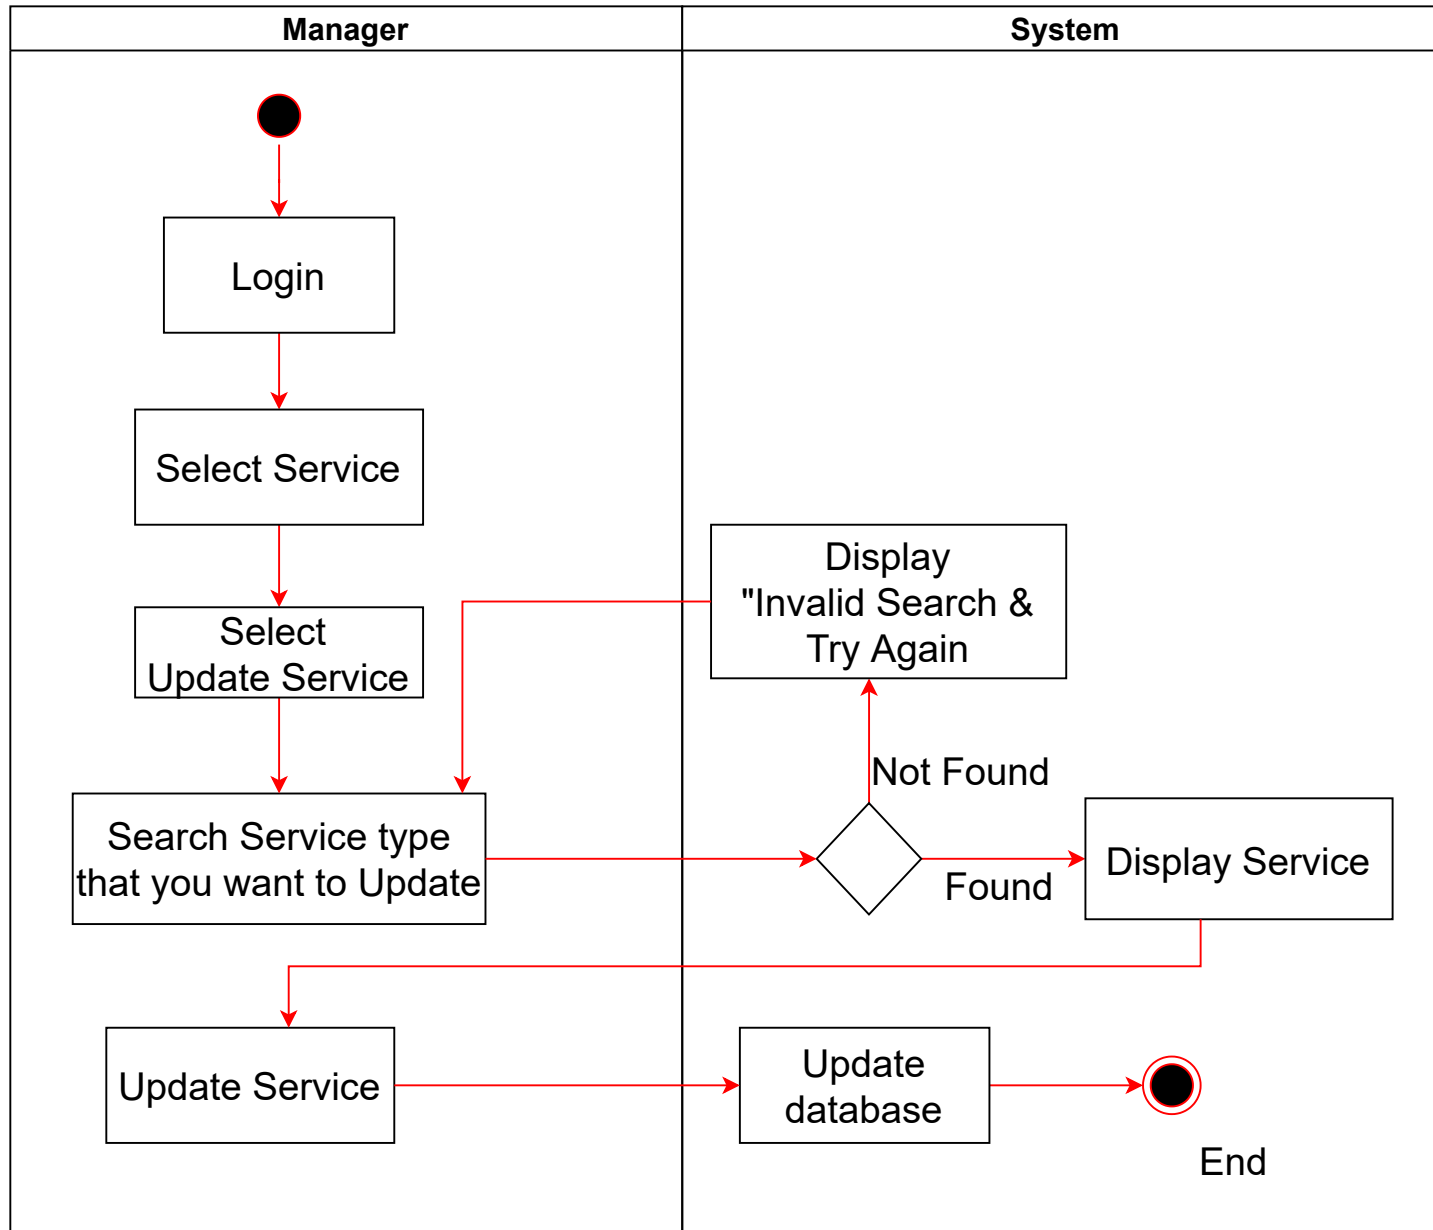 Manager
System
Login
Select Service
Select
Update Service
Display
"Invalid Search &
Try Again
Not Found
Search Service type
that you want to Update
Found
Display Service
Update Service
Update
database
End